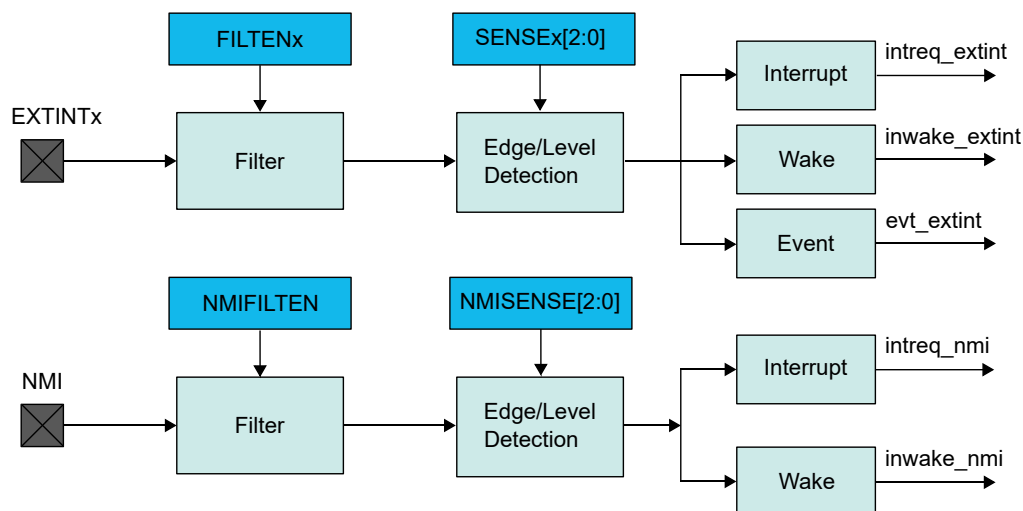 FILTENx
SENSEx[2:0]
intreq_extint
Interrupt
EXTINTx
Filter
Edge/Level
Detection
inwake_extint
Wake
evt_extint
Event
NMIFILTEN
NMISENSE[2:0]
intreq_nmi
Interrupt
NMI
Filter
Edge/Level
Detection
inwake_nmi
Wake